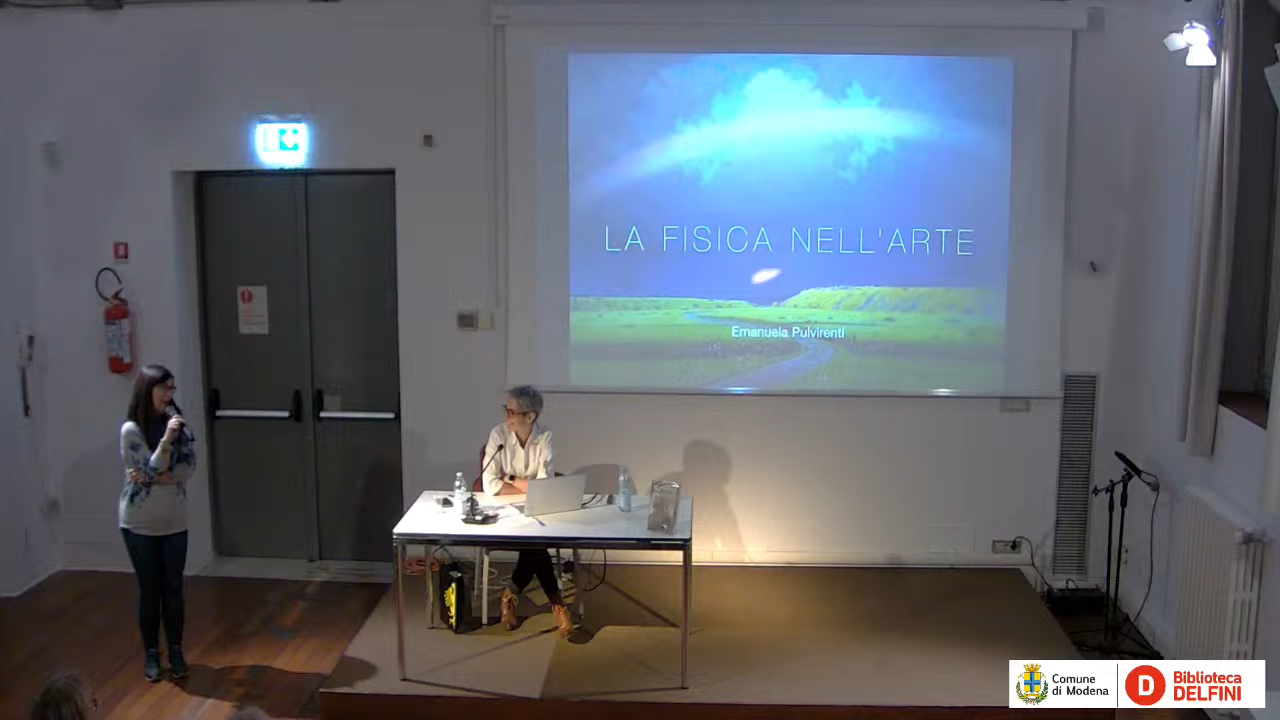 LA FISICA NELL'ARTE
Emanuela Pulvirenti
Comune
di Modena
D
Biblioteca
DELFINI